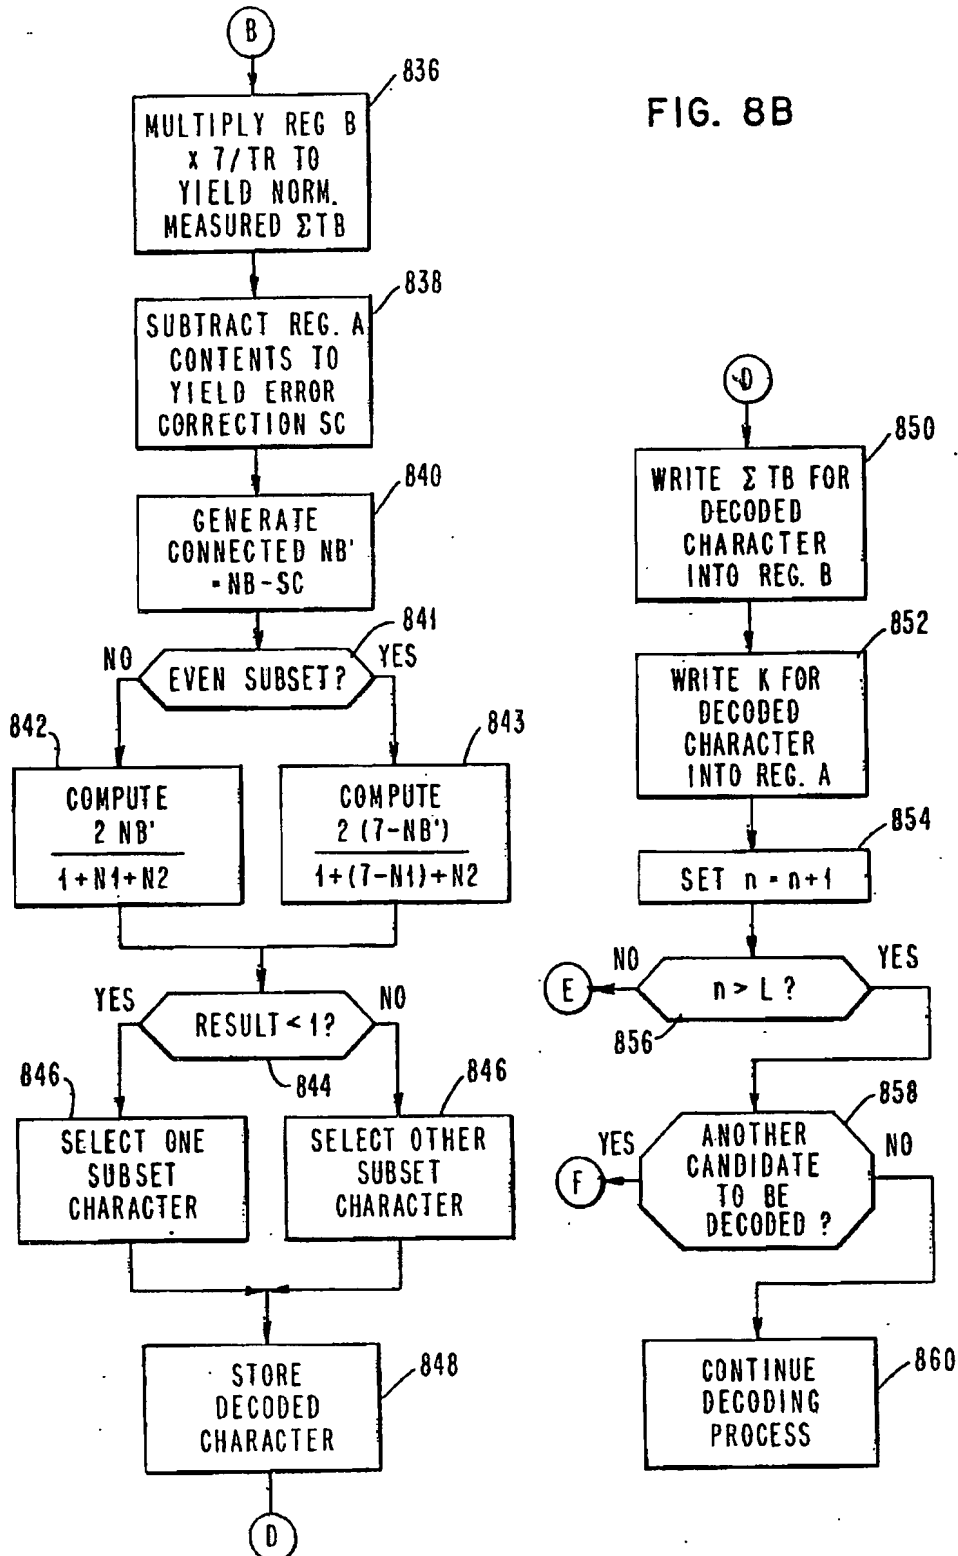 B
836
MULTIPLY REG B
x 7/TR TO
YIELD NORM.
MEASURED ΣTB
838
SUBTRACT REG. A
CONTENTS TO
YIELD ERROR
CORRECTION SC
840
GENERATE
CONNECTED NB'
= NB-SC
841
NO
EVEN SUBSET?
YES
842
COMPUTE
2 NB'
1+N1+N2
843
COMPUTE
2 (7-NB')
1+(7-N1)+N2
YES
RESULT < 1?
NO
844
846
SELECT ONE
SUBSET
CHARACTER
846
SELECT OTHER
SUBSET
CHARACTER
848
STORE
DECODED
CHARACTER
D
FIG. 8B
D
850
WRITE Σ TB FOR
DECODED
CHARACTER
INTO REG. B
852
WRITE K FOR
DECODED
CHARACTER
INTO REG. A
854
SET n = n+1
E
NO
n > L ?
YES
856
858
F
YES
ANOTHER
CANDIDATE
TO BE
DECODED ?
NO
860
CONTINUE
DECODING
PROCESS